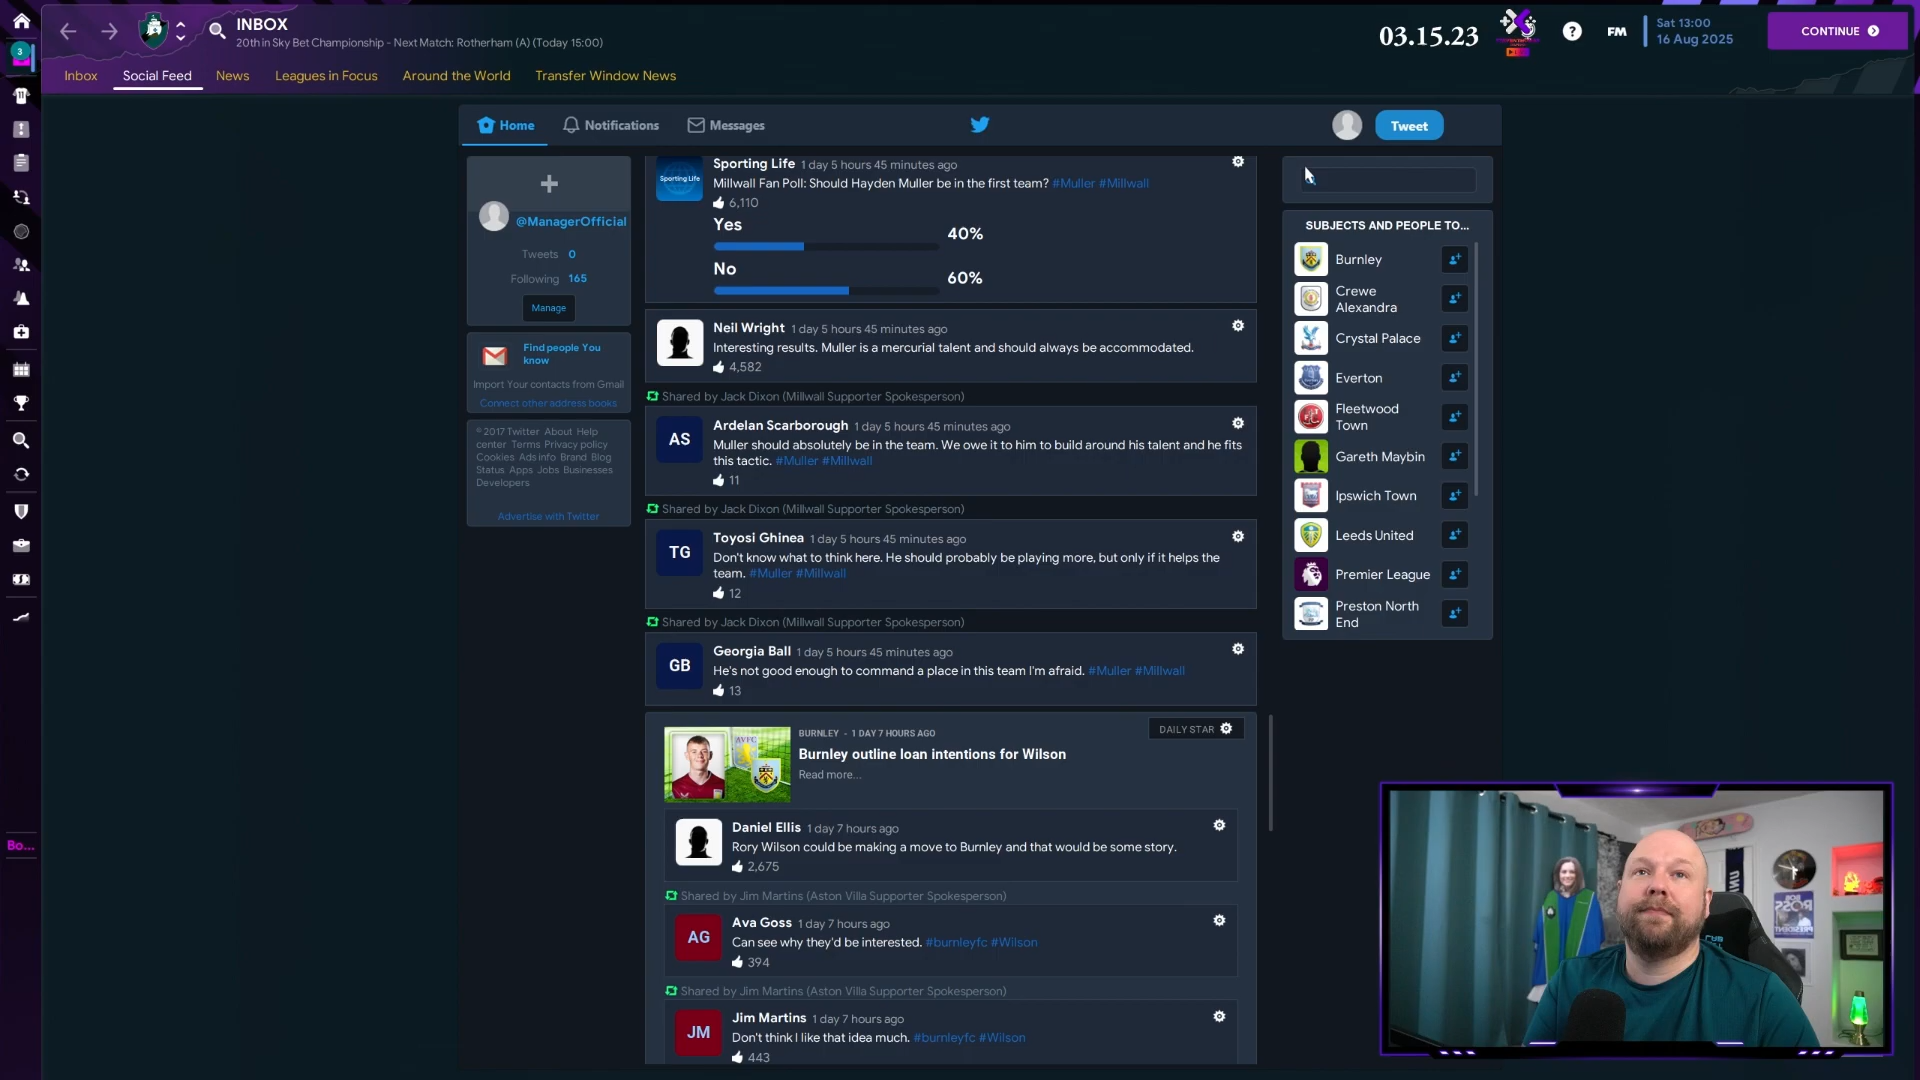 INBOX
20th in Sky Bet Championship - Next Match: Rotherham (A) (Today 15:00)
03.15.23
FM
Sat 13:00
16 Aug 2025
CONTINUE
3
Inbox
Social Feed
News
Leagues in Focus
Around the World
Transfer Window News
Home
Notifications
Messages
Tweet
@ManagerOfficial
Tweets 0
Following 165
Manage
Find people You
know
Import Your contacts from Gmail
Connect other address books
© 2017 Twitter About Help
center Terms Privacy policy
Cookies Ads info Brand Blog
Status Apps Jobs Businesses
Developers
Advertise with Twitter
Bo...
Sporting Life
Sporting Life 1 day 5 hours 45 minutes ago
Millwall Fan Poll: Should Hayden Muller be in the first team? #Muller #Millwall
6,110
Yes
40%
No
60%
Neil Wright 1 day 5 hours 45 minutes ago
Interesting results. Muller is a mercurial talent and should always be accommodated.
4,582
Shared by Jack Dixon (Millwall Supporter Spokesperson)
AS
Ardelan Scarborough 1 day 5 hours 45 minutes ago
Muller should absolutely be in the team. We owe it to him to build around his talent and he fits
this tactic. #Muller #Millwall
11
Shared by Jack Dixon (Millwall Supporter Spokesperson)
TG
Toyosi Ghinea 1 day 5 hours 45 minutes ago
Don't know what to think here. He should probably be playing more, but only if it helps the
team. #Muller #Millwall
12
Shared by Jack Dixon (Millwall Supporter Spokesperson)
GB
Georgia Ball 1 day 5 hours 45 minutes ago
He's not good enough to command a place in this team I'm afraid. #Muller #Millwall
13
BURNLEY - 1 DAY 7 HOURS AGO
DAILY STAR
Burnley outline loan intentions for Wilson
Read more...
AVFC
Daniel Ellis 1 day 7 hours ago
Rory Wilson could be making a move to Burnley and that would be some story.
2,675
Shared by Jim Martins (Aston Villa Supporter Spokesperson)
AG
Ava Goss 1 day 7 hours ago
Can see why they'd be interested. #burnleyfc #Wilson
394
Shared by Jim Martins (Aston Villa Supporter Spokesperson)
JM
Jim Martins 1 day 7 hours ago
Don't think I like that idea much. #burnleyfc #Wilson
443
SUBJECTS AND PEOPLE TO...
Burnley
Crewe
Alexandra
Crystal Palace
Everton
Fleetwood
Town
Gareth Maybin
Ipswich Town
Leeds United
Premier League
Preston North
End